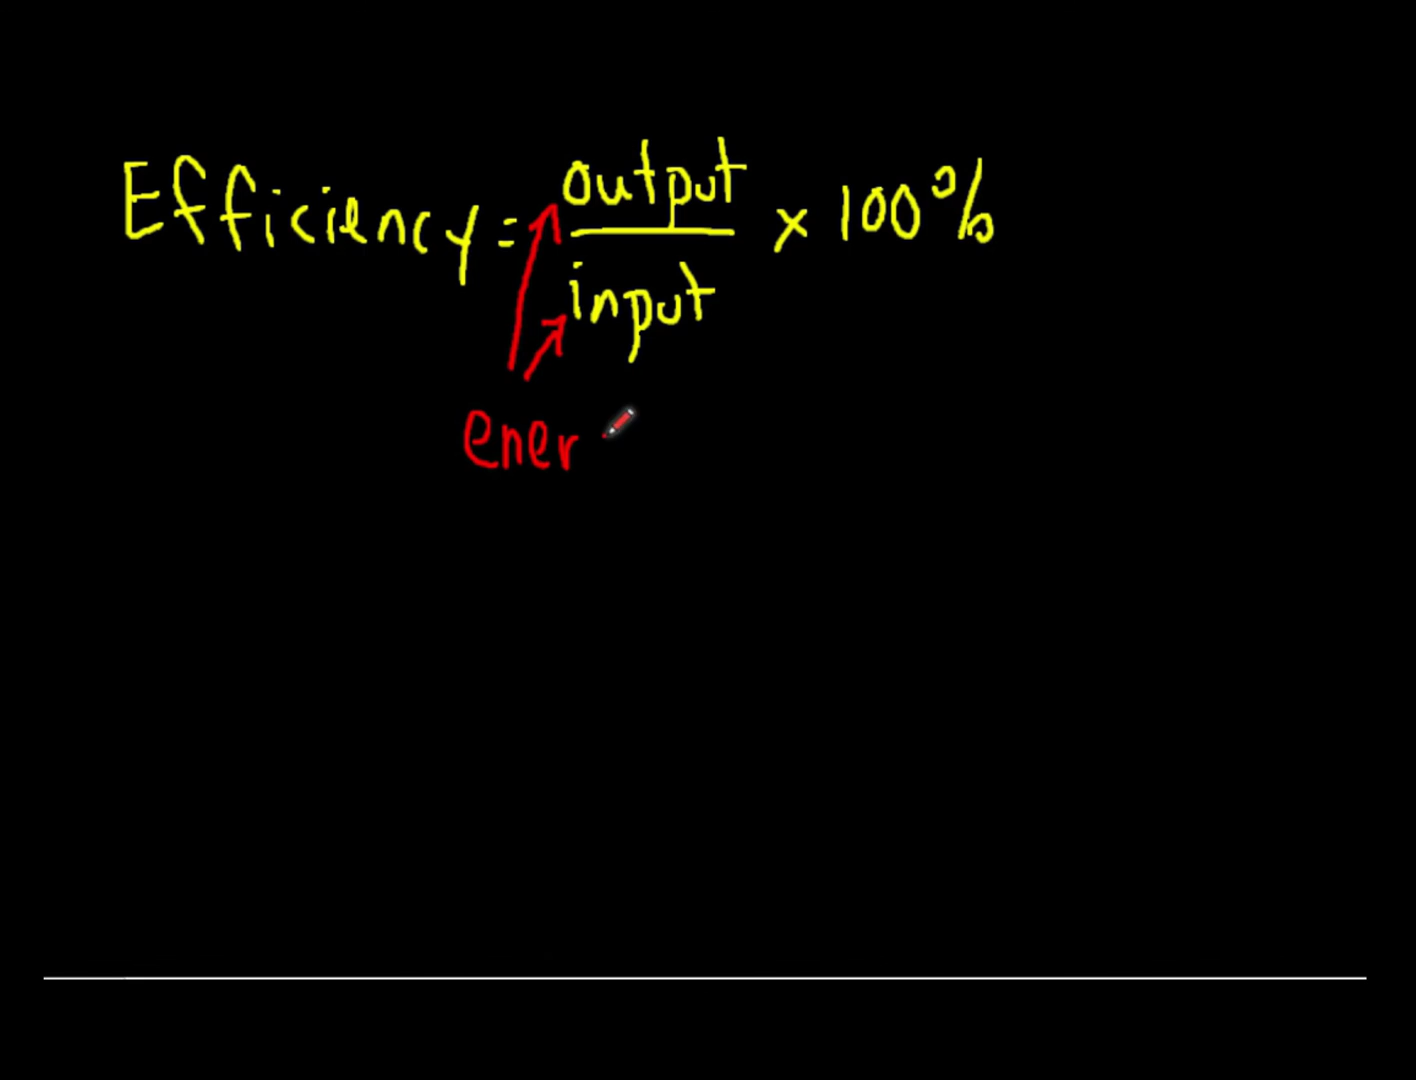 Efficiency = output / input × 100%
ener